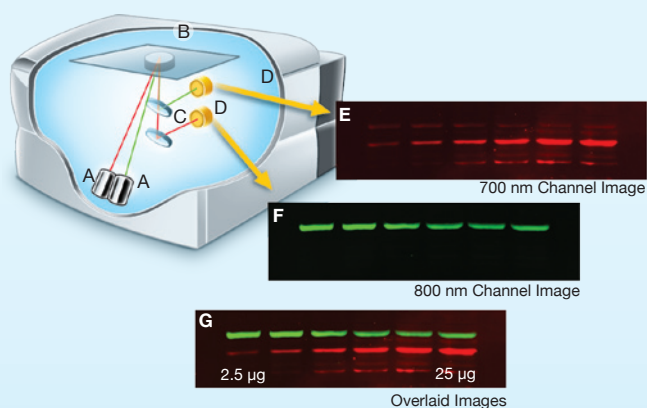 B
D
C
D
A
A
E
700 nm Channel Image
F
800 nm Channel Image
G
2.5 µg
25 µg
Overlaid Images